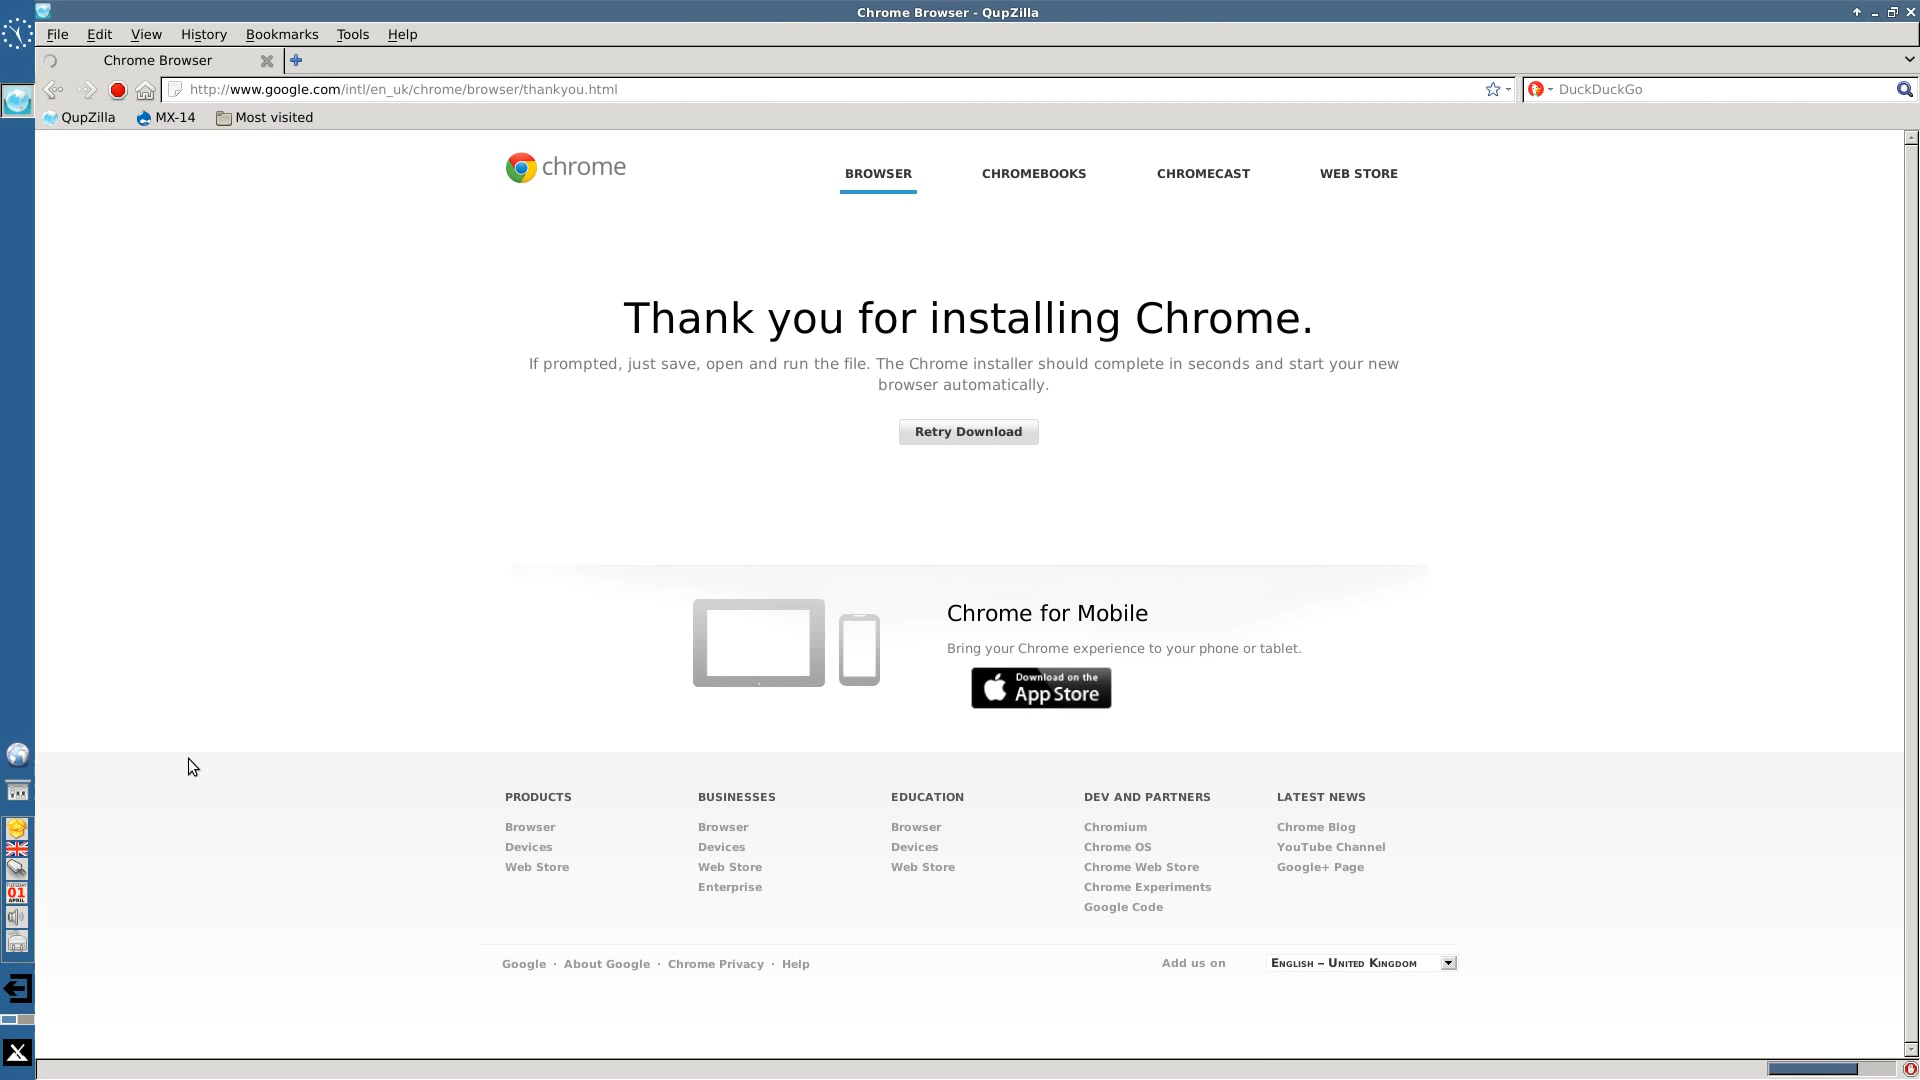 Chrome Browser - QupZilla
File Edit View History Bookmarks Tools Help
Chrome Browser
http://www.google.com/intl/en_uk/chrome/browser/thankyou.html
DuckDuckGo
QupZilla MX-14 Most visited
chrome
BROWSER CHROMEBOOKS CHROMECAST WEB STORE
Thank you for installing Chrome.
If prompted, just save, open and run the file. The Chrome installer should complete in seconds and start your new
browser automatically.
Retry Download
Chrome for Mobile
Bring your Chrome experience to your phone or tablet.
Download on the
App Store
PRODUCTS
Browser
Devices
Web Store
BUSINESSES
Browser
Devices
Web Store
Enterprise
EDUCATION
Browser
Devices
Web Store
DEV AND PARTNERS
Chromium
Chrome OS
Chrome Web Store
Chrome Experiments
Google Code
LATEST NEWS
Chrome Blog
YouTube Channel
Google+ Page
TUESDAY
01
APRIL
Google · About Google · Chrome Privacy · Help
Add us on
English – United Kingdom